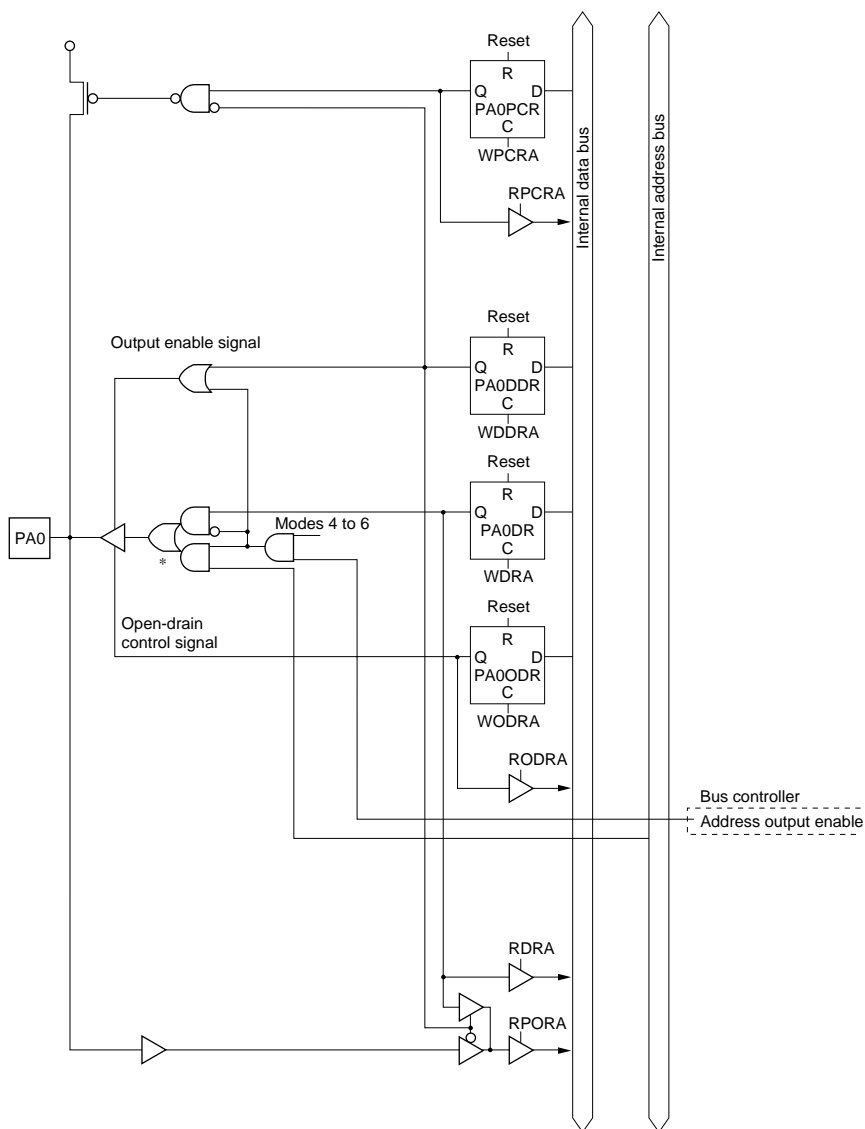 Reset
R
Q D
PA0PCR
C
WPCRA
RPCRA
Internal data bus
Internal address bus
Reset
R
Output enable signal
Q D
PA0DDR
C
WDDRA
Reset
R
Q D
Modes 4 to 6
PA0DR
C
PA0
*
WDRA
Reset
R
Open-drain
control signal
Q D
PA0ODR
C
WODRA
RODRA
Bus controller
Address output enable
RDRA
RPORA